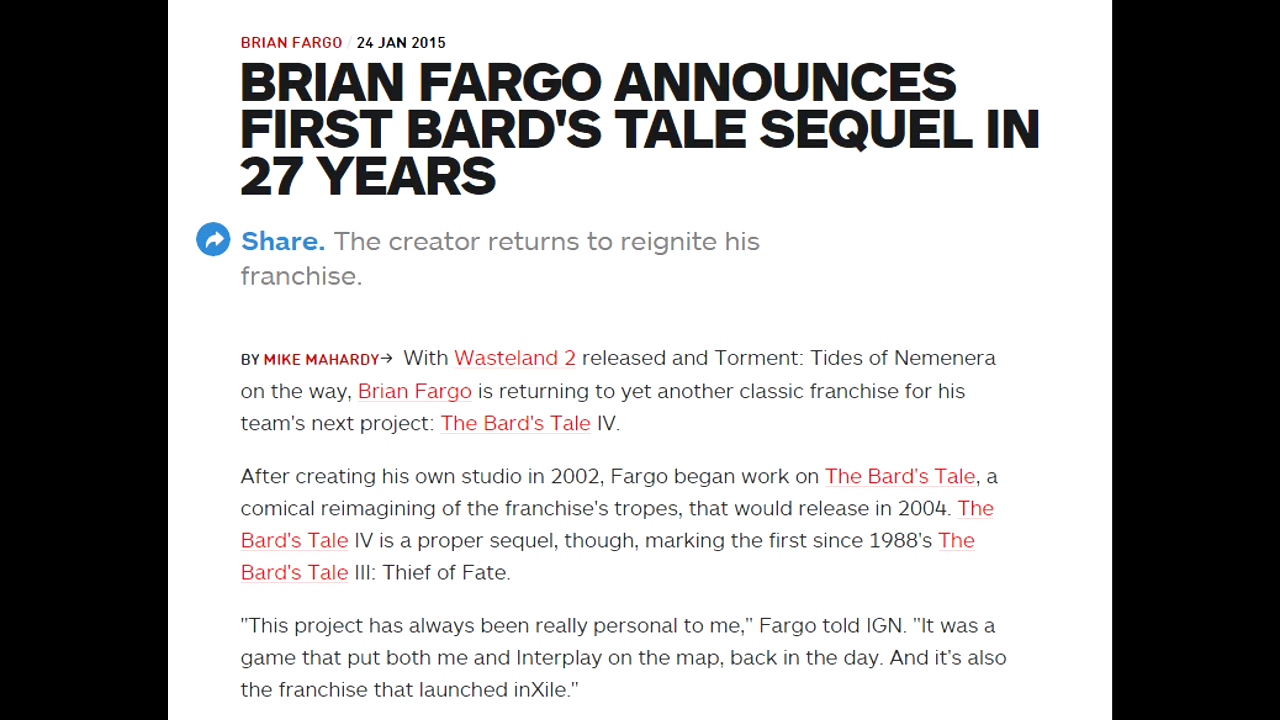 BRIAN FARGO / 24 JAN 2015
BRIAN FARGO ANNOUNCES
FIRST BARD'S TALE SEQUEL IN
27 YEARS
Share. The creator returns to reignite his
franchise.
BY MIKE MAHARDY→ With Wasteland 2 released and Torment: Tides of Nemenera
on the way, Brian Fargo is returning to yet another classic franchise for his
team's next project: The Bard's Tale IV.
After creating his own studio in 2002, Fargo began work on The Bard's Tale, a
comical reimagining of the franchise's tropes, that would release in 2004. The
Bard's Tale IV is a proper sequel, though, marking the first since 1988's The
Bard's Tale III: Thief of Fate.
"This project has always been really personal to me," Fargo told IGN. "It was a
game that put both me and Interplay on the map, back in the day. And it's also
the franchise that launched inXile."